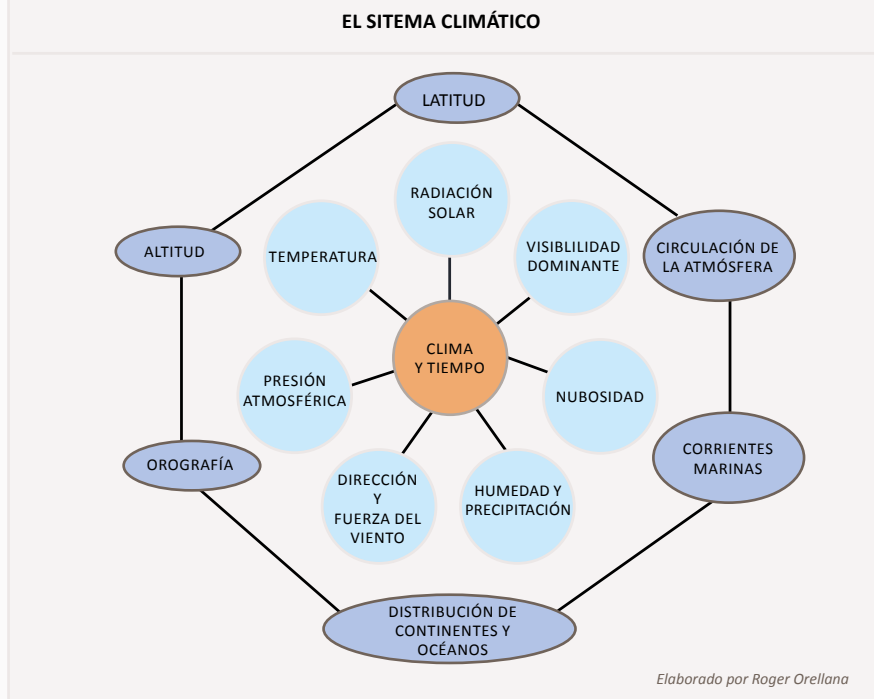 EL SITEMA CLIMÁTICO
LATITUD
RADIACIÓN
SOLAR
TEMPERATURA
VISIBLILIDAD
DOMINANTE
ALTITUD
CIRCULACIÓN DE
LA ATMÓSFERA
CLIMA
Y TIEMPO
PRESIÓN
ATMOSFÉRICA
NUBOSIDAD
OROGRAFÍA
CORRIENTES
MARINAS
DIRECCIÓN
Y
FUERZA DEL
VIENTO
HUMEDAD Y
PRECIPITACIÓN
DISTRIBUCIÓN DE
CONTINENTES Y
OCÉANOS
Elaborado por Roger Orellana